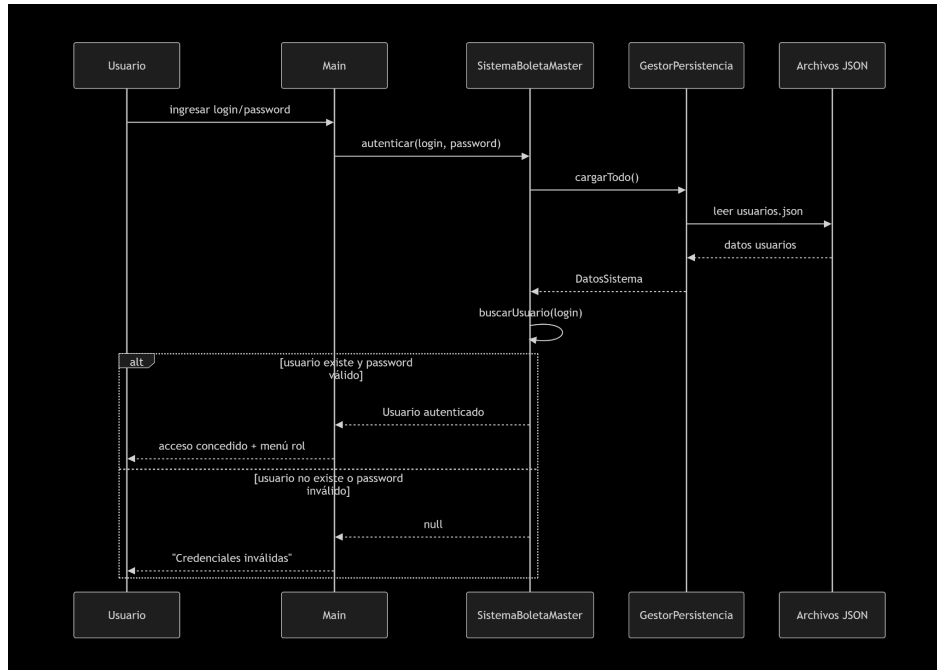 Usuario
Main
SistemaBoletaMaster
GestorPersistencia
Archivos JSON
ingresar login/password
autenticar(login, password)
cargarTodo()
leer usuarios.json
datos usuarios
DatosSistema
buscarUsuario(login)
alt
[usuario existe y password
válido]
Usuario autenticado
acceso concedido + menú rol
[usuario no existe o password
inválido]
null
"Credenciales inválidas"
Usuario
Main
SistemaBoletaMaster
GestorPersistencia
Archivos JSON